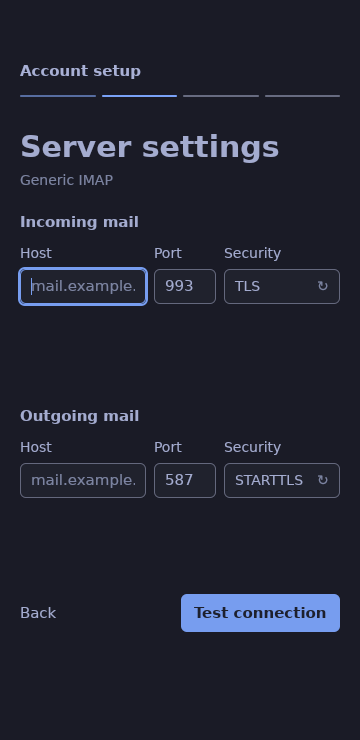 Account setup
Server settings
Generic IMAP
Incoming mail
Host Port Security
mail.example. 993 TLS ↻
Outgoing mail
Host Port Security
mail.example. 587 STARTTLS ↻
Back Test connection